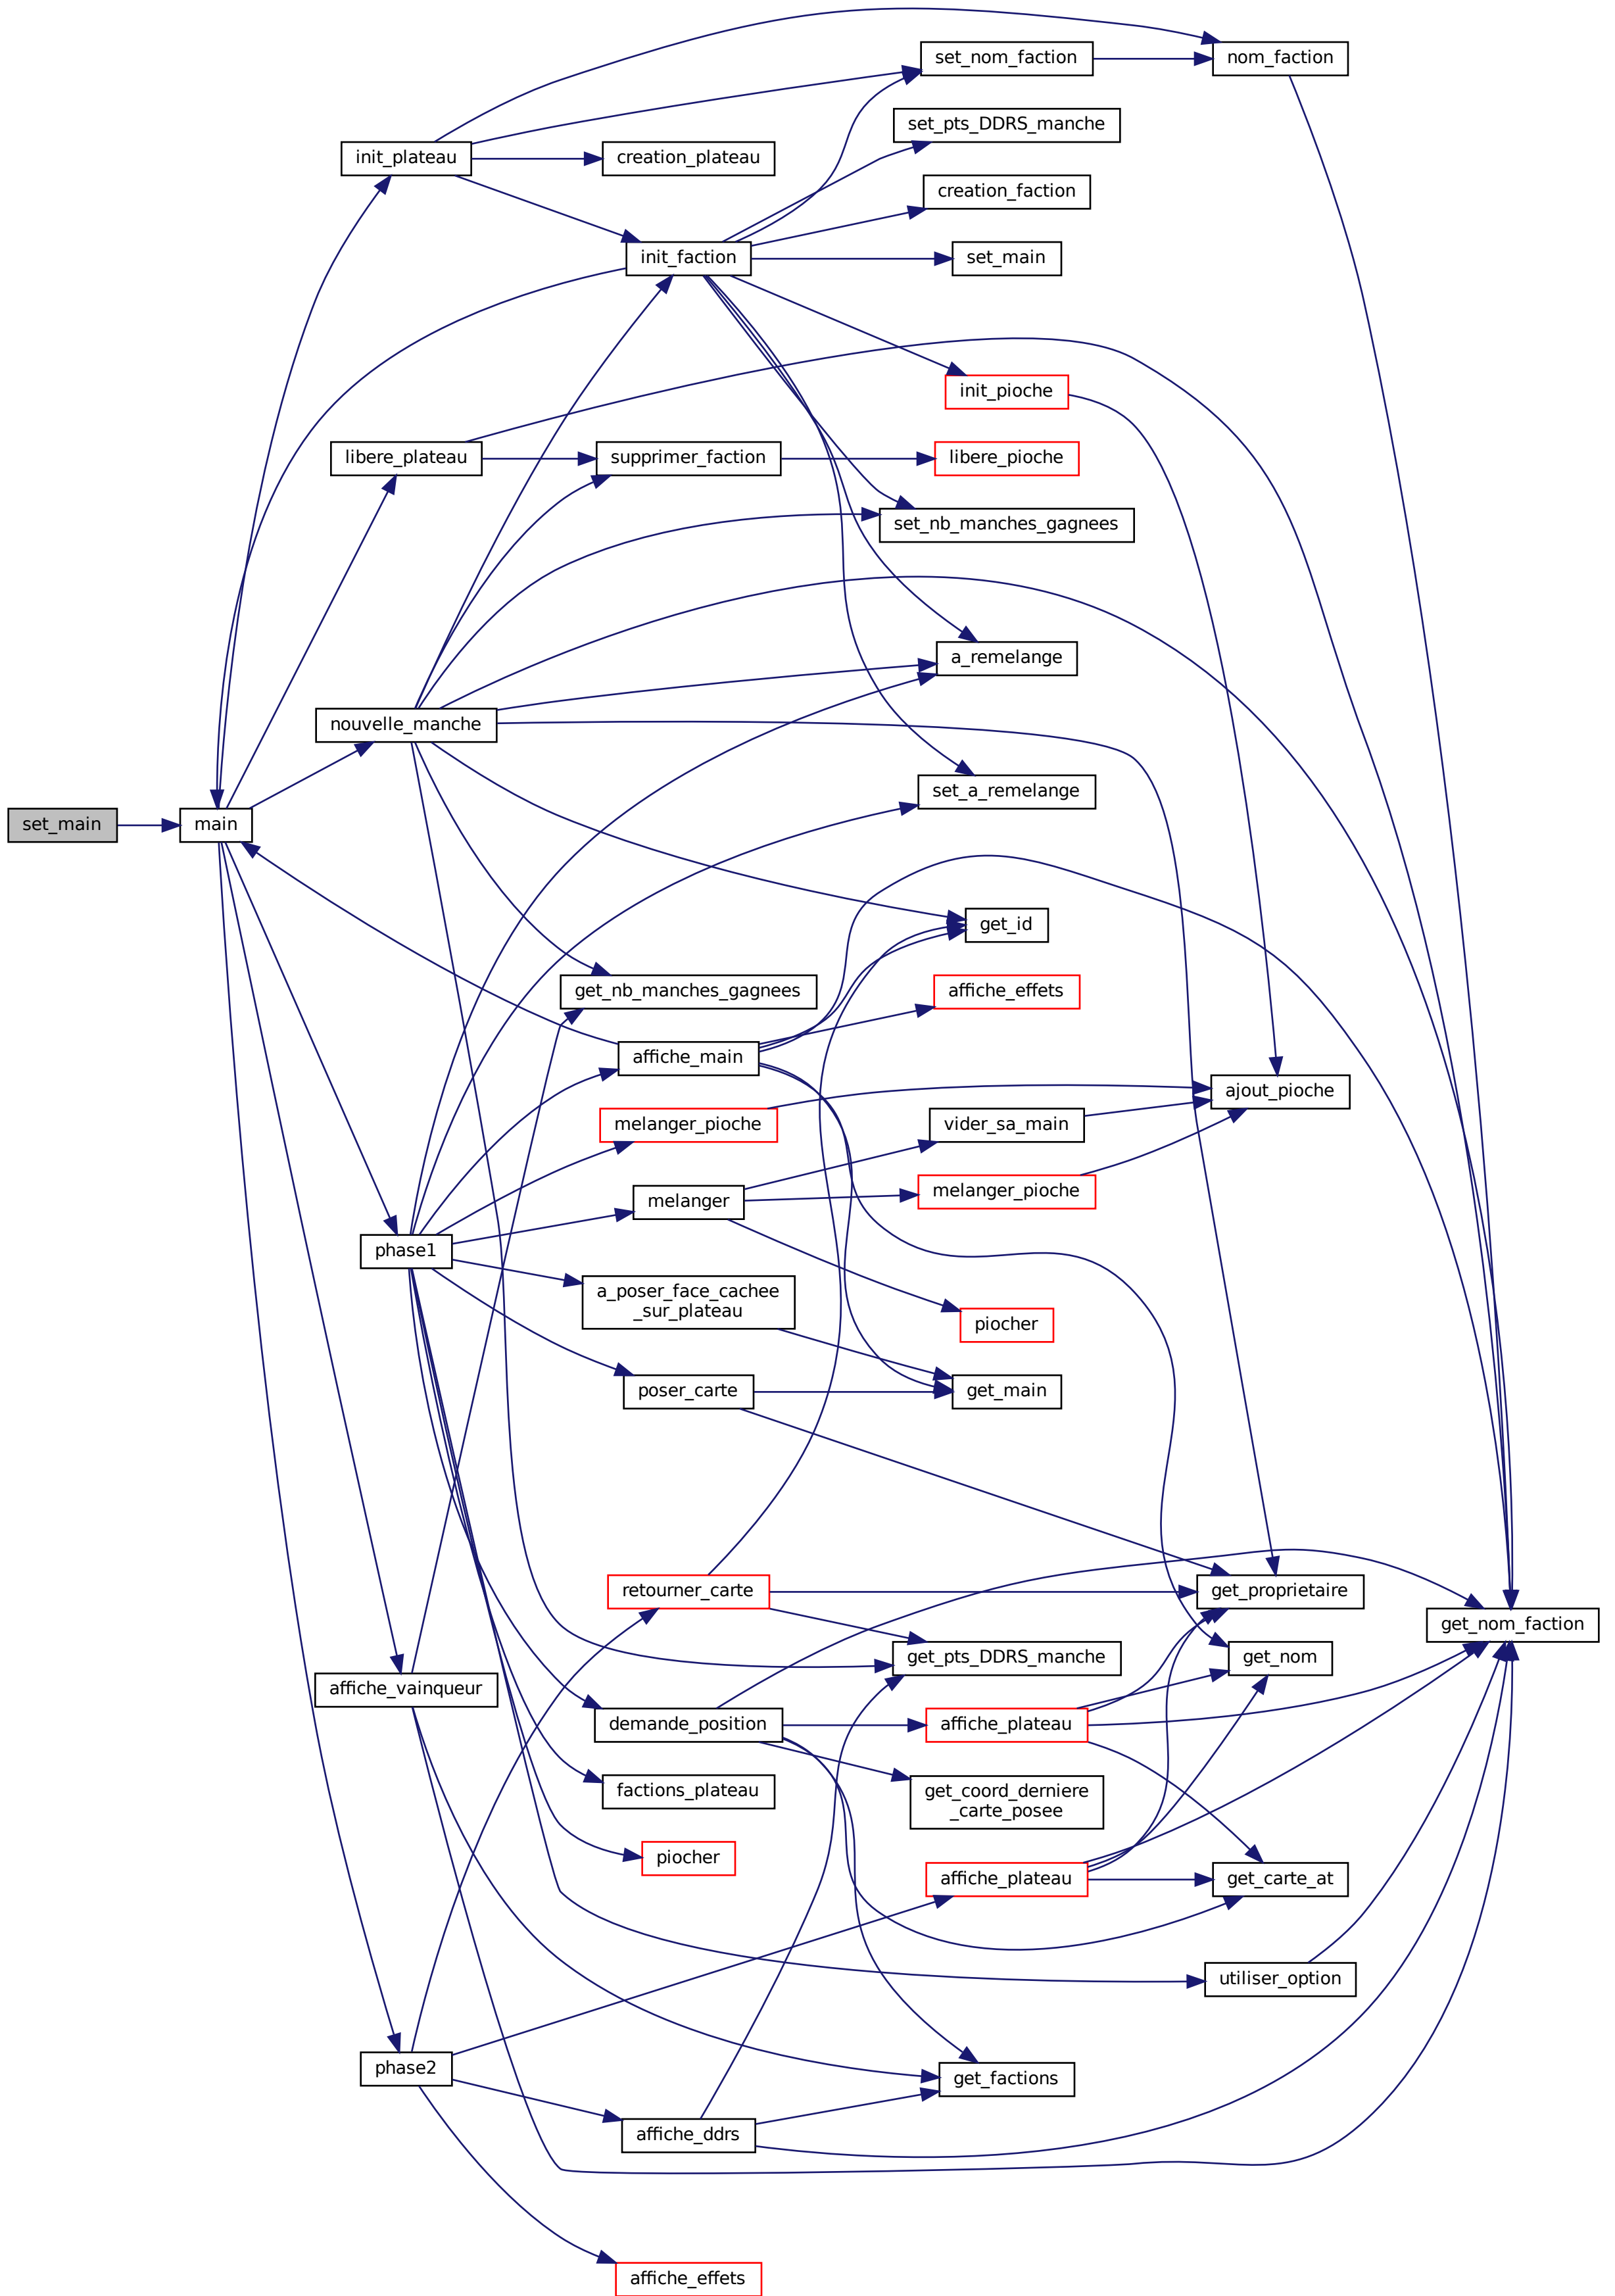 set_nom_faction
nom_faction
set_pts_DDRS_manche
init_plateau
creation_plateau
creation_faction
init_faction
set_main
init_pioche
libere_plateau
supprimer_faction
libere_pioche
set_nb_manches_gagnees
a_remelange
nouvelle_manche
set_a_remelange
set_main
main
get_id
get_nb_manches_gagnees
affiche_effets
affiche_main
ajout_pioche
melanger_pioche
vider_sa_main
melanger_pioche
melanger
phase1
a_poser_face_cachee
_sur_plateau
piocher
poser_carte
get_main
retourner_carte
get_proprietaire
get_nom_faction
get_pts_DDRS_manche
get_nom
affiche_vainqueur
demande_position
affiche_plateau
factions_plateau
get_coord_derniere
_carte_posee
piocher
affiche_plateau
get_carte_at
utiliser_option
phase2
get_factions
affiche_ddrs
affiche_effets